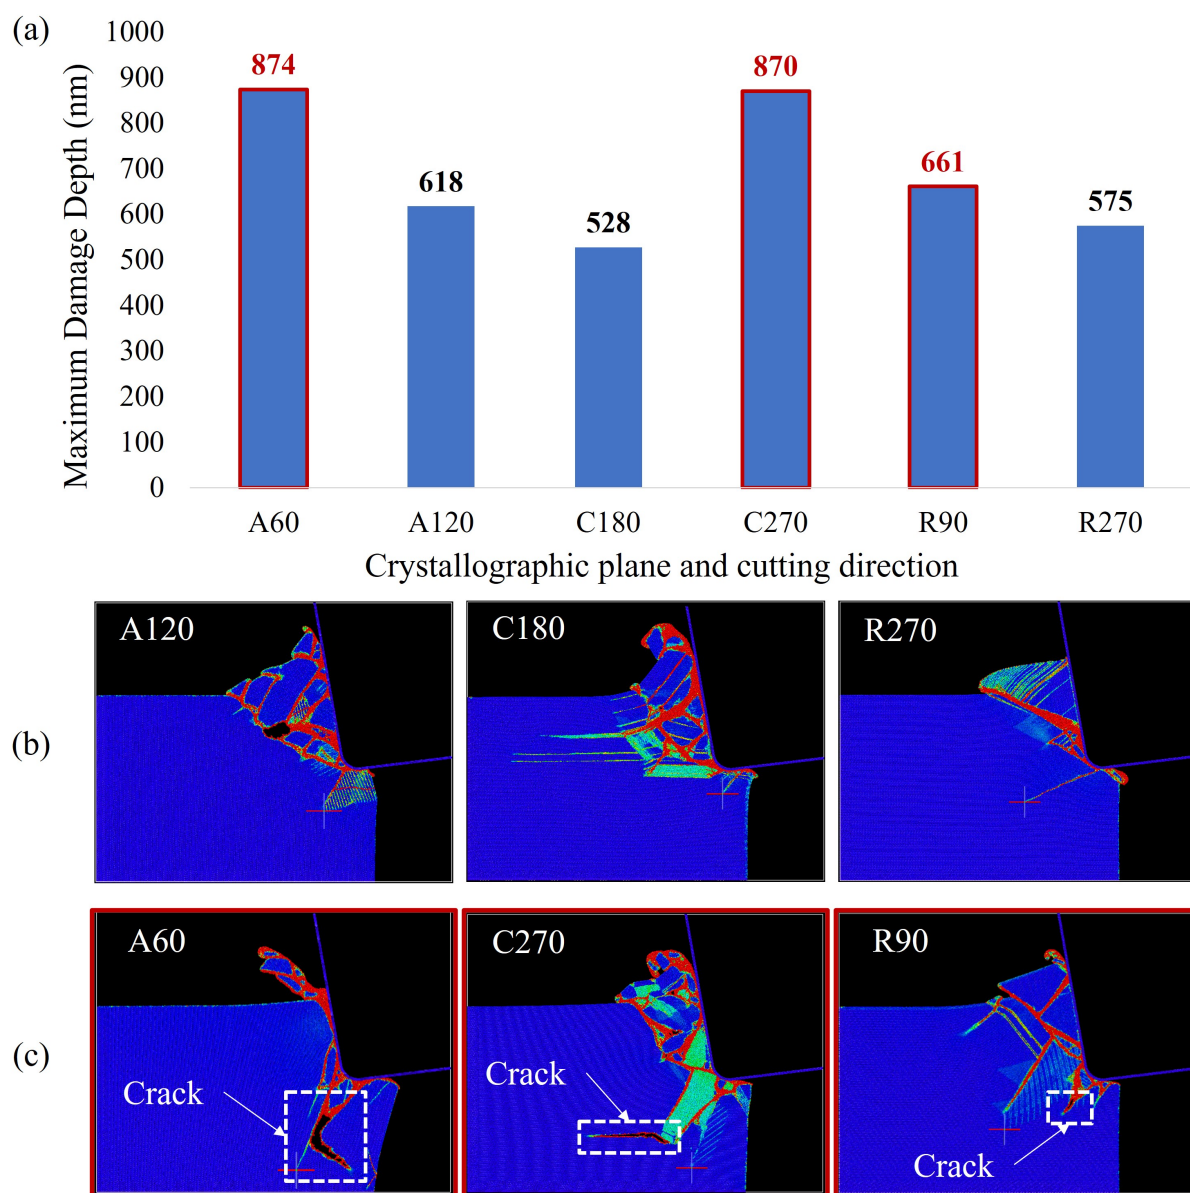 (a)
Maximum Damage Depth (nm)
1000
900
800
700
600
500
400
300
200
100
0
874
618
528
870
661
575
A60 A120 C180 C270 R90 R270
Crystallographic plane and cutting direction
(b)
A120 C180 R270
(c)
A60 C270 R90
Crack
Crack
Crack